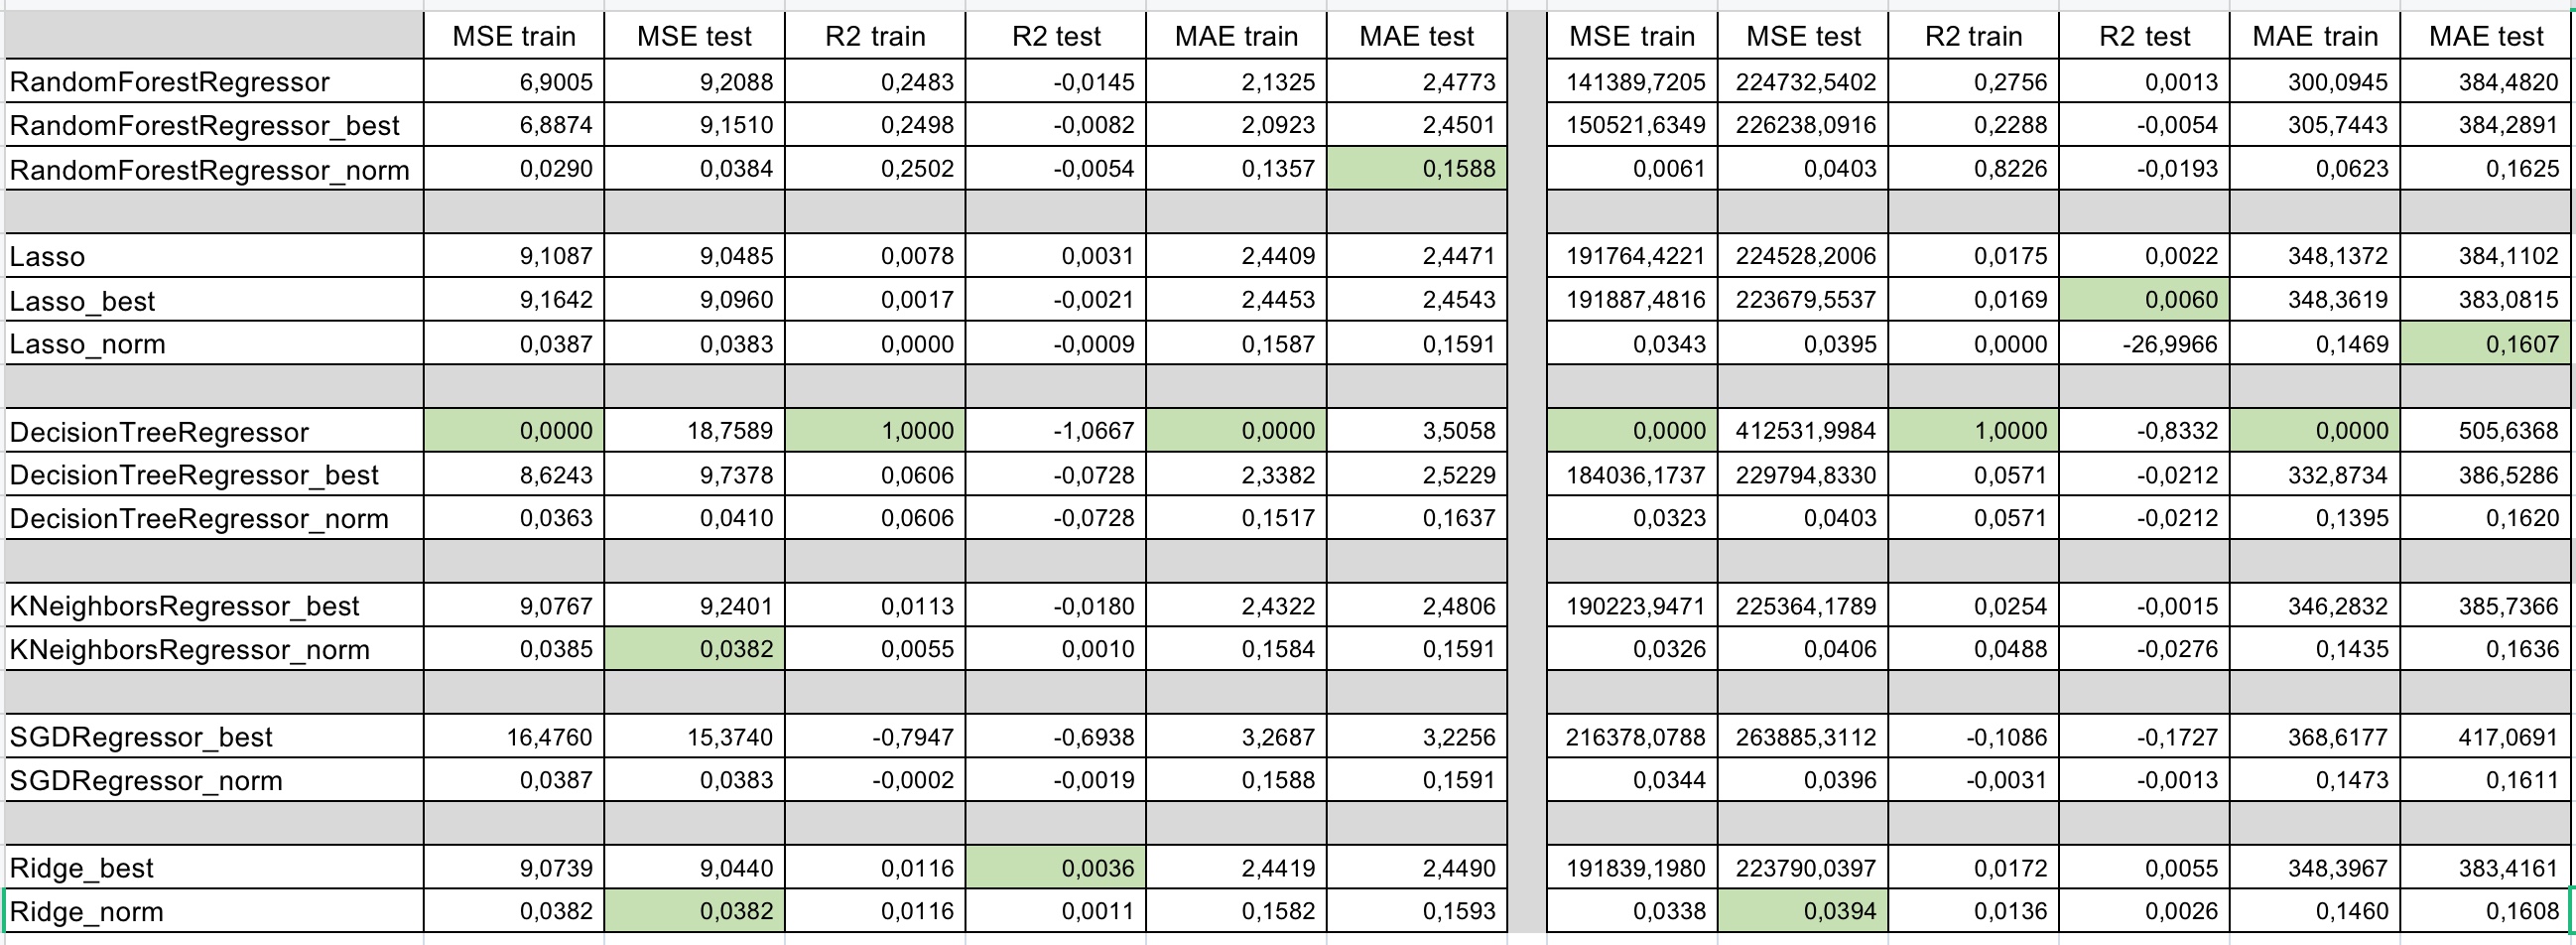 MSE train MSE test R2 train R2 test MAE train MAE test MSE train MSE test R2 train R2 test MAE train MAE test
RandomForestRegressor 6,9005 9,2088 0,2483 -0,0145 2,1325 2,4773 141389,7205 224732,5402 0,2756 0,0013 300,0945 384,4820
RandomForestRegressor_best 6,8874 9,1510 0,2498 -0,0082 2,0923 2,4501 150521,6349 226238,0916 0,2288 -0,0054 305,7443 384,2891
RandomForestRegressor_norm 0,0290 0,0384 0,2502 -0,0054 0,1357 0,1588 0,0061 0,0403 0,8226 -0,0193 0,0623 0,1625
Lasso 9,1087 9,0485 0,0078 0,0031 2,4409 2,4471 191764,4221 224528,2006 0,0175 0,0022 348,1372 384,1102
Lasso_best 9,1642 9,0960 0,0017 -0,0021 2,4453 2,4543 191887,4816 223679,5537 0,0169 0,0060 348,3619 383,0815
Lasso_norm 0,0387 0,0383 0,0000 -0,0009 0,1587 0,1591 0,0343 0,0395 0,0000 -26,9966 0,1469 0,1607
DecisionTreeRegressor 0,0000 18,7589 1,0000 -1,0667 0,0000 3,5058 0,0000 412531,9984 1,0000 -0,8332 0,0000 505,6368
DecisionTreeRegressor_best 8,6243 9,7378 0,0606 -0,0728 2,3382 2,5229 184036,1737 229794,8330 0,0571 -0,0212 332,8734 386,5286
DecisionTreeRegressor_norm 0,0363 0,0410 0,0606 -0,0728 0,1517 0,1637 0,0323 0,0403 0,0571 -0,0212 0,1395 0,1620
KNeighborsRegressor_best 9,0767 9,2401 0,0113 -0,0180 2,4322 2,4806 190223,9471 225364,1789 0,0254 -0,0015 346,2832 385,7366
KNeighborsRegressor_norm 0,0385 0,0382 0,0055 0,0010 0,1584 0,1591 0,0326 0,0406 0,0488 -0,0276 0,1435 0,1636
SGDRegressor_best 16,4760 15,3740 -0,7947 -0,6938 3,2687 3,2256 216378,0788 263885,3112 -0,1086 -0,1727 368,6177 417,0691
SGDRegressor_norm 0,0387 0,0383 -0,0002 -0,0019 0,1588 0,1591 0,0344 0,0396 -0,0031 -0,0013 0,1473 0,1611
Ridge_best 9,0739 9,0440 0,0116 0,0036 2,4419 2,4490 191839,1980 223790,0397 0,0172 0,0055 348,3967 383,4161
Ridge_norm 0,0382 0,0382 0,0116 0,0011 0,1582 0,1593 0,0338 0,0394 0,0136 0,0026 0,1460 0,1608